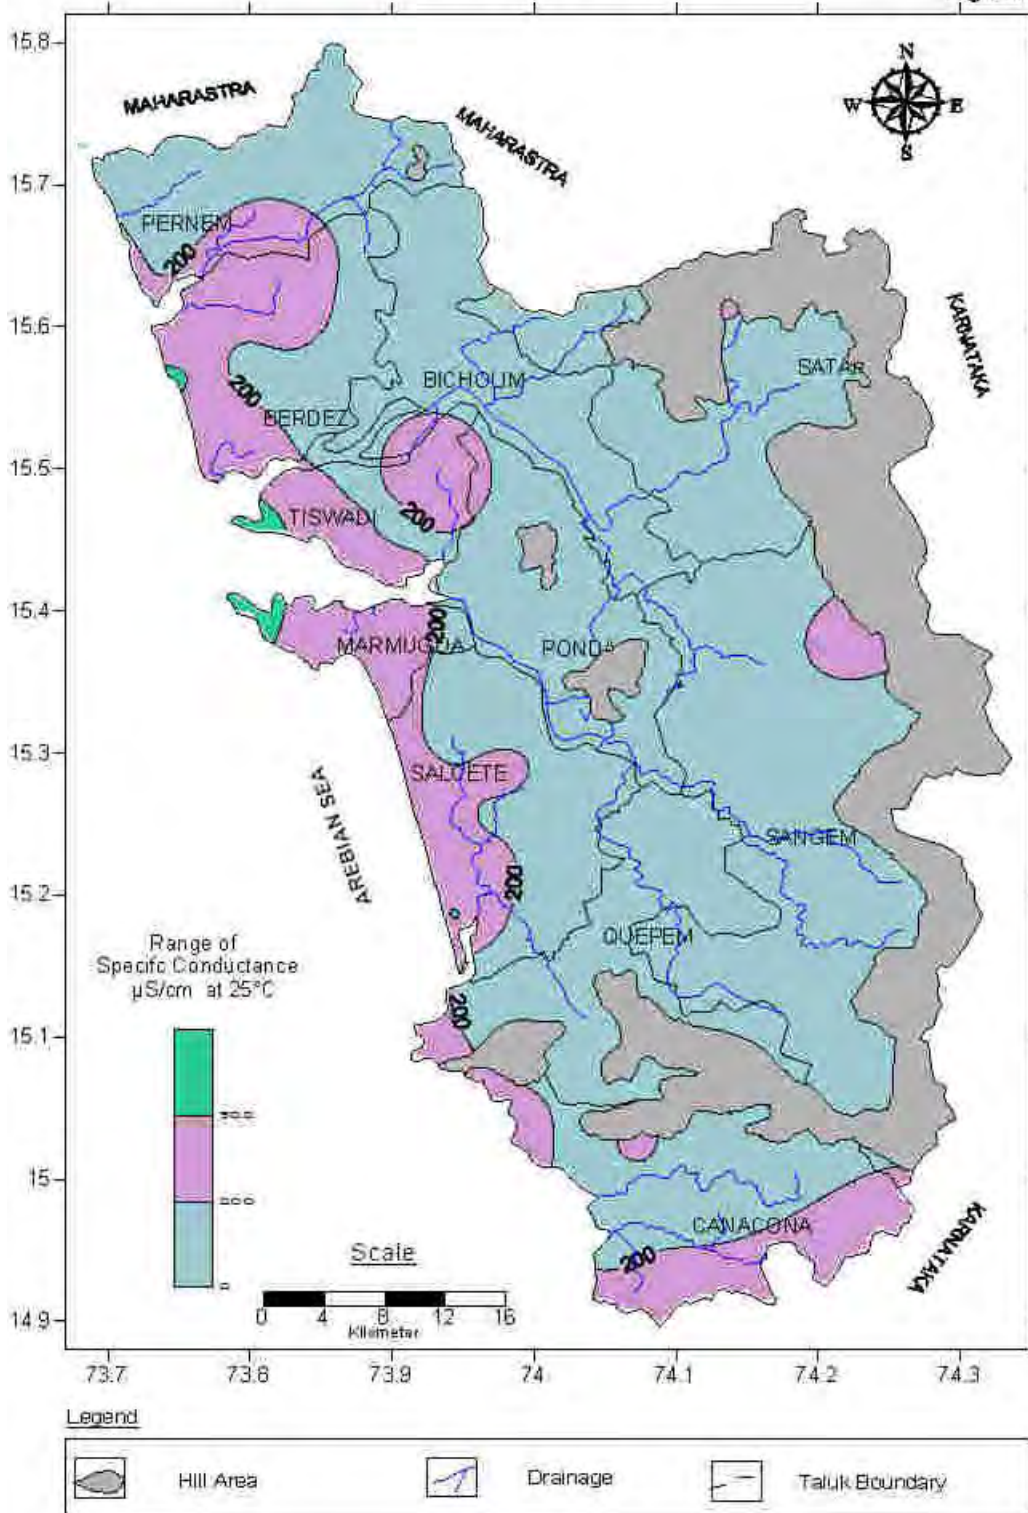 15.8
MAHARASTRA
MAHARASTRA
N
W
E
S
15.7
PERNEM
200
15.6
KARNATAKA
SATAR
BICHOLIM
200
BERDEZ
15.5
TISWADI
200
15.4
200
MARMUGUA
PONDA
15.3
SALCETE
AREBIAN SEA
SANGEM
15.2
200
QUEPEM
Range of
Specifc Conductance
µS/cm at 25°C
200
15.1
15
CANACONA
KARNATAKA
200
Scale
0 4 8 12 16
Kilometer
14.9
73.7 73.8 73.9 74 74.1 74.2 74.3
Legend
Hill Area
Drainage
Taluk Boundary